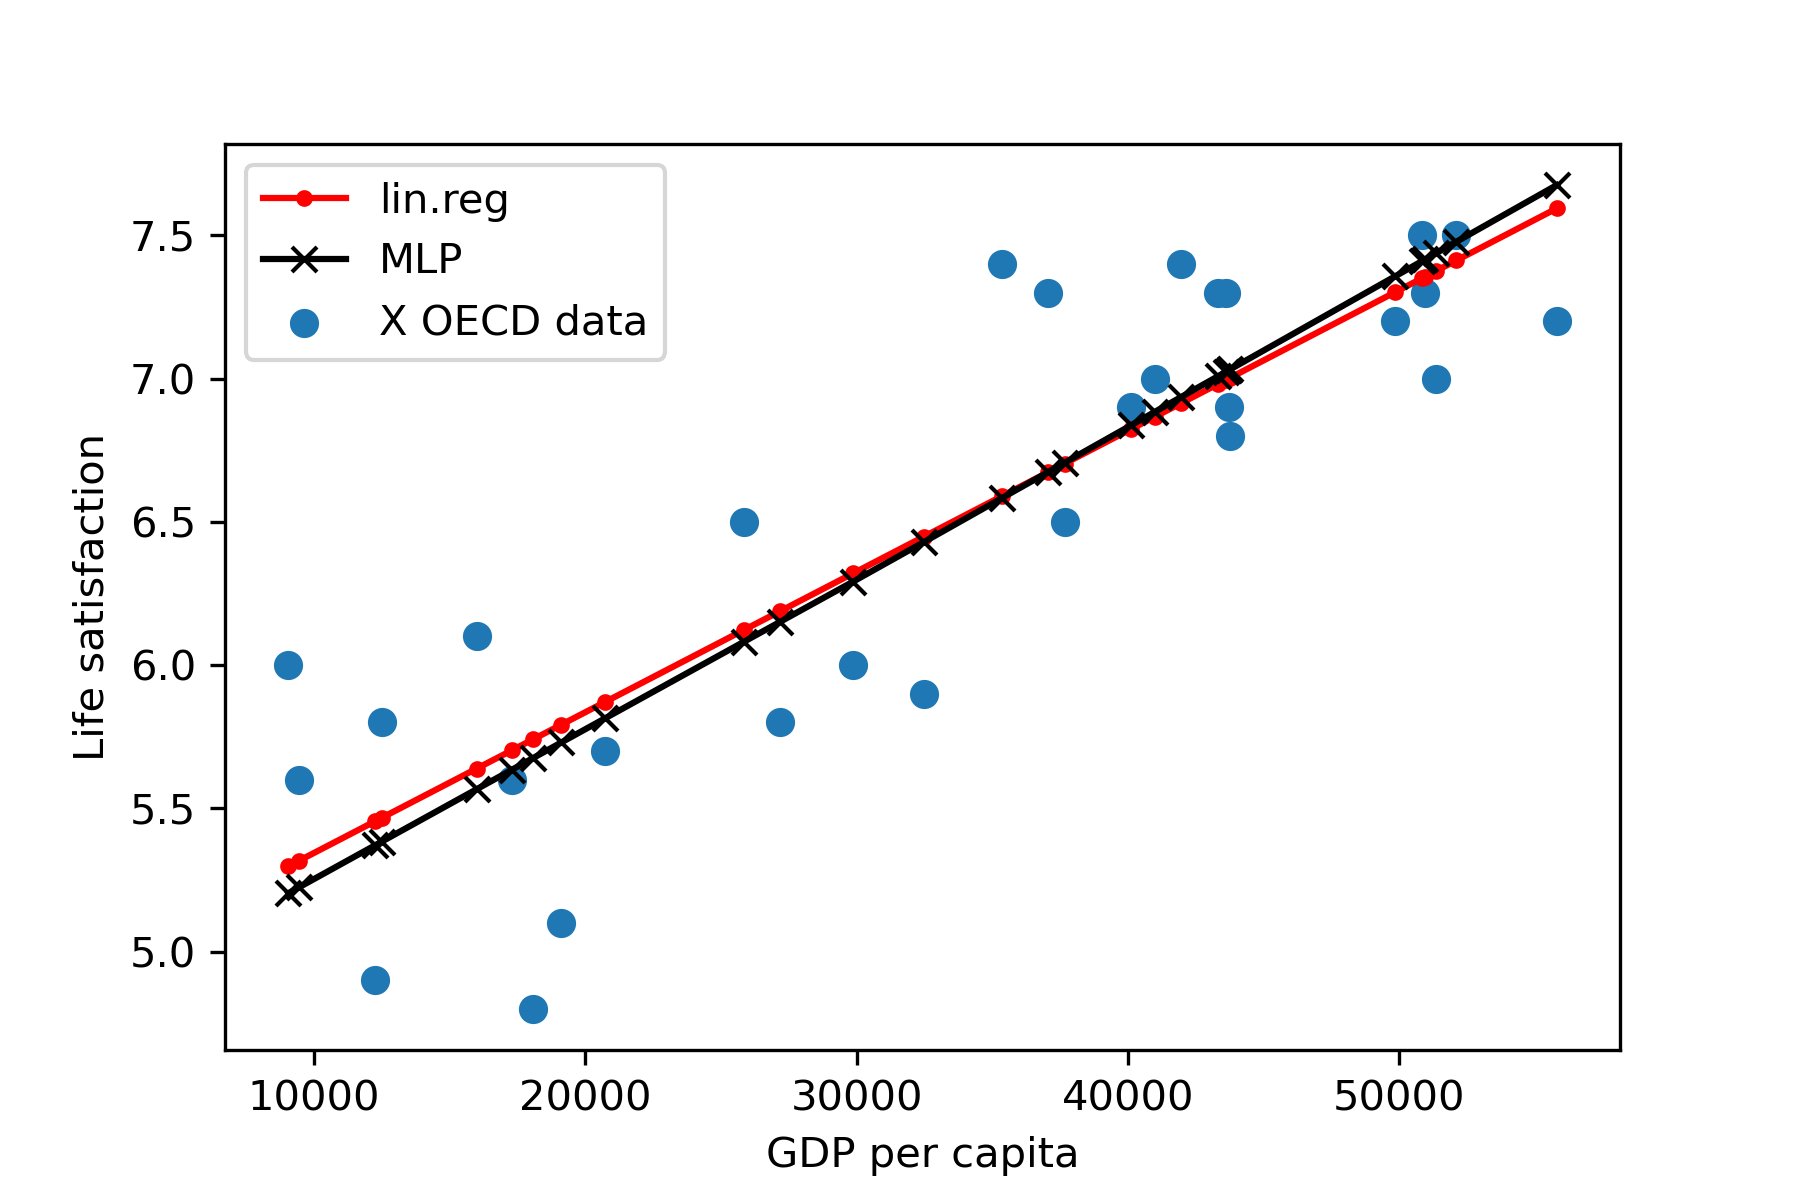 lin.reg
MLP
X OECD data
7.5
7.0
6.5
6.0
5.5
5.0
Life satisfaction
10000 20000 30000 40000 50000
GDP per capita